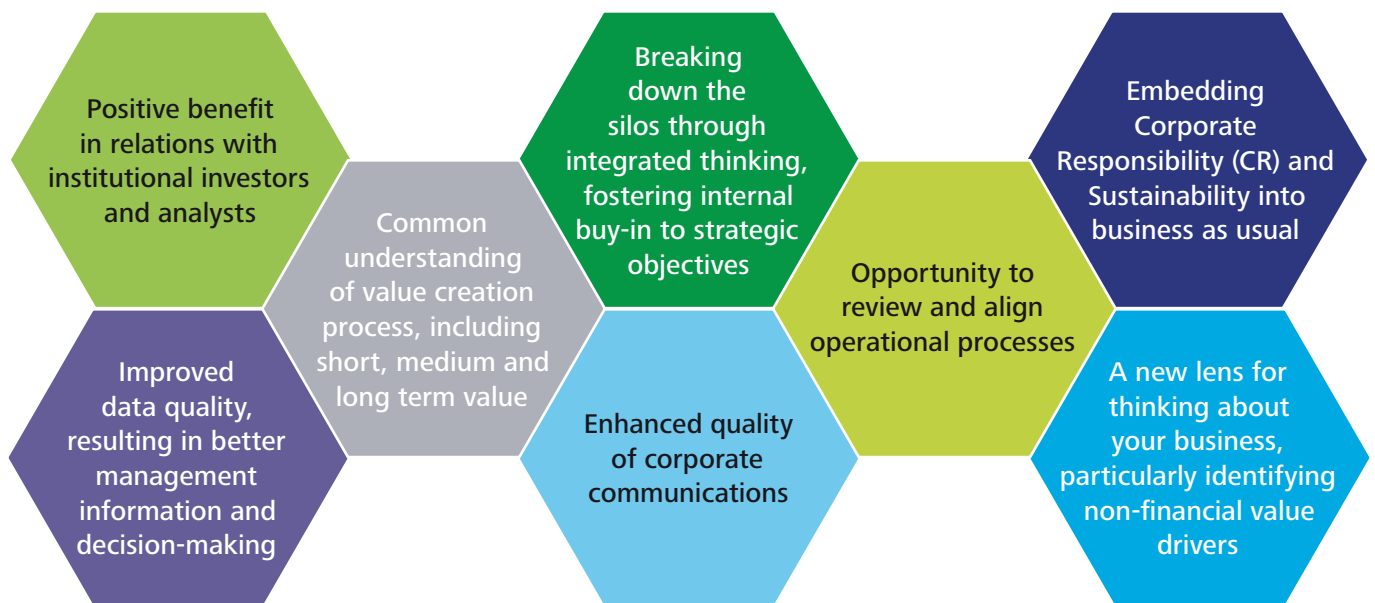 Positive benefit
in relations with
institutional investors
and analysts
Improved
data quality,
resulting in better
management
information and
decision-making
Common
understanding
of value creation
process, including
short, medium and
long term value
Breaking
down the
silos through
integrated thinking,
fostering internal
buy-in to strategic
objectives
Enhanced quality
of corporate
communications
Opportunity to
review and align
operational processes
Embedding
Corporate
Responsibility (CR) and
Sustainability into
business as usual
A new lens for
thinking about
your business,
particularly identifying
non-financial value
drivers